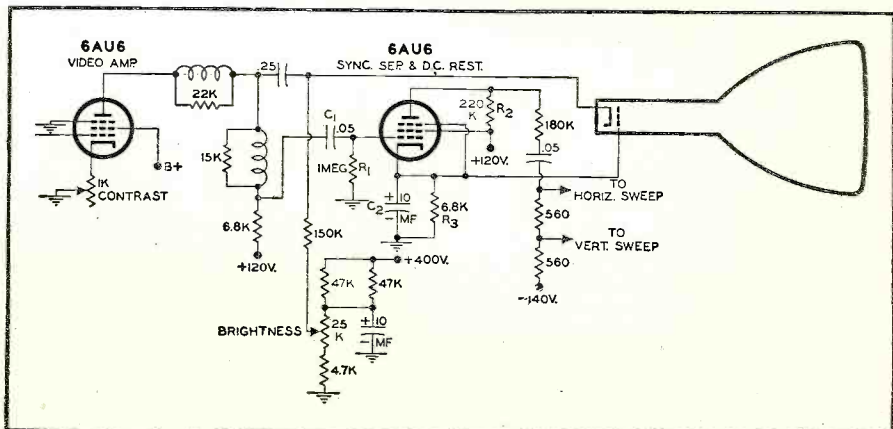 6AU6
VIDEO AMP.
22K
.25
15K
B+
1K
CONTRAST
6.8K
+120V.
6AU6
SYNC. SEP. & D.C. REST.
C1
.05
1MEG
R1
220
K
R2
+120V.
180K
.05
C2
+
10
-
MF
6.8K
R3
TO
HORIZ. SWEEP
560
TO
VERT. SWEEP
560
-140V.
150K
+400V.
47K
47K
BRIGHTNESS
25
K
+
10
-
MF
4.7K